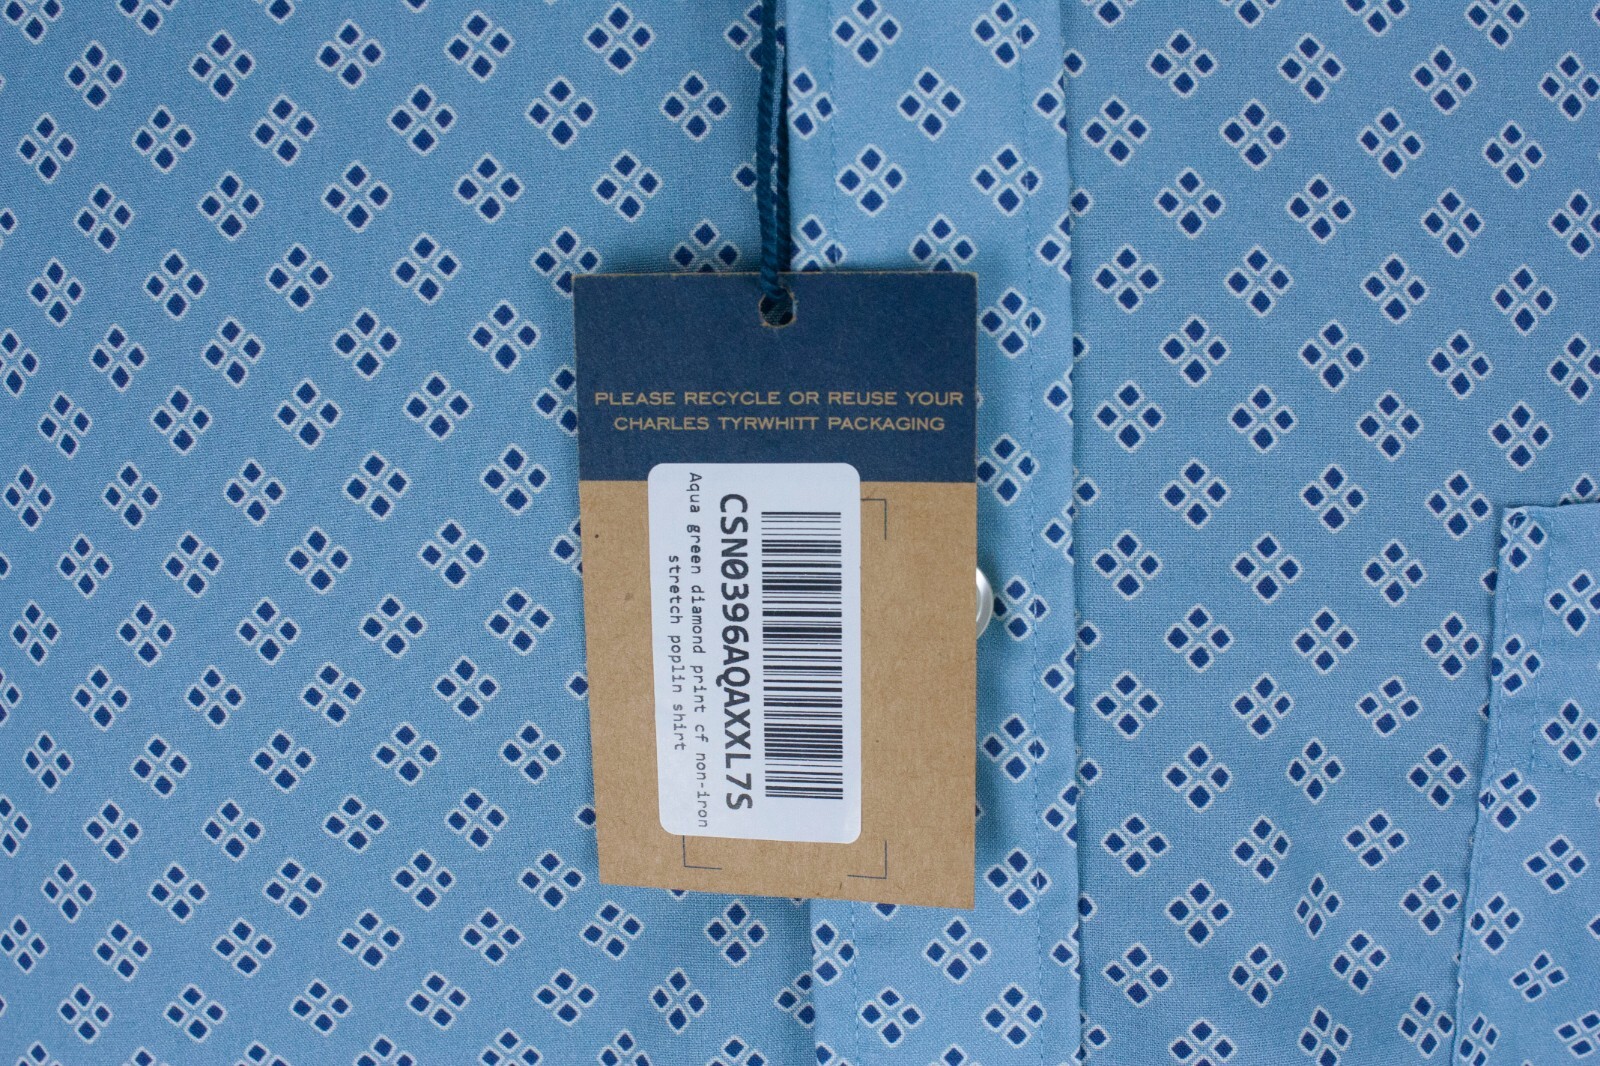 PLEASE RECYCLE OR REUSE YOUR
CHARLES TYRWHITT PACKAGING
CSN0396AQAXXL7S
Aqua green diamond print cf non-iron
stretch poplin shirt